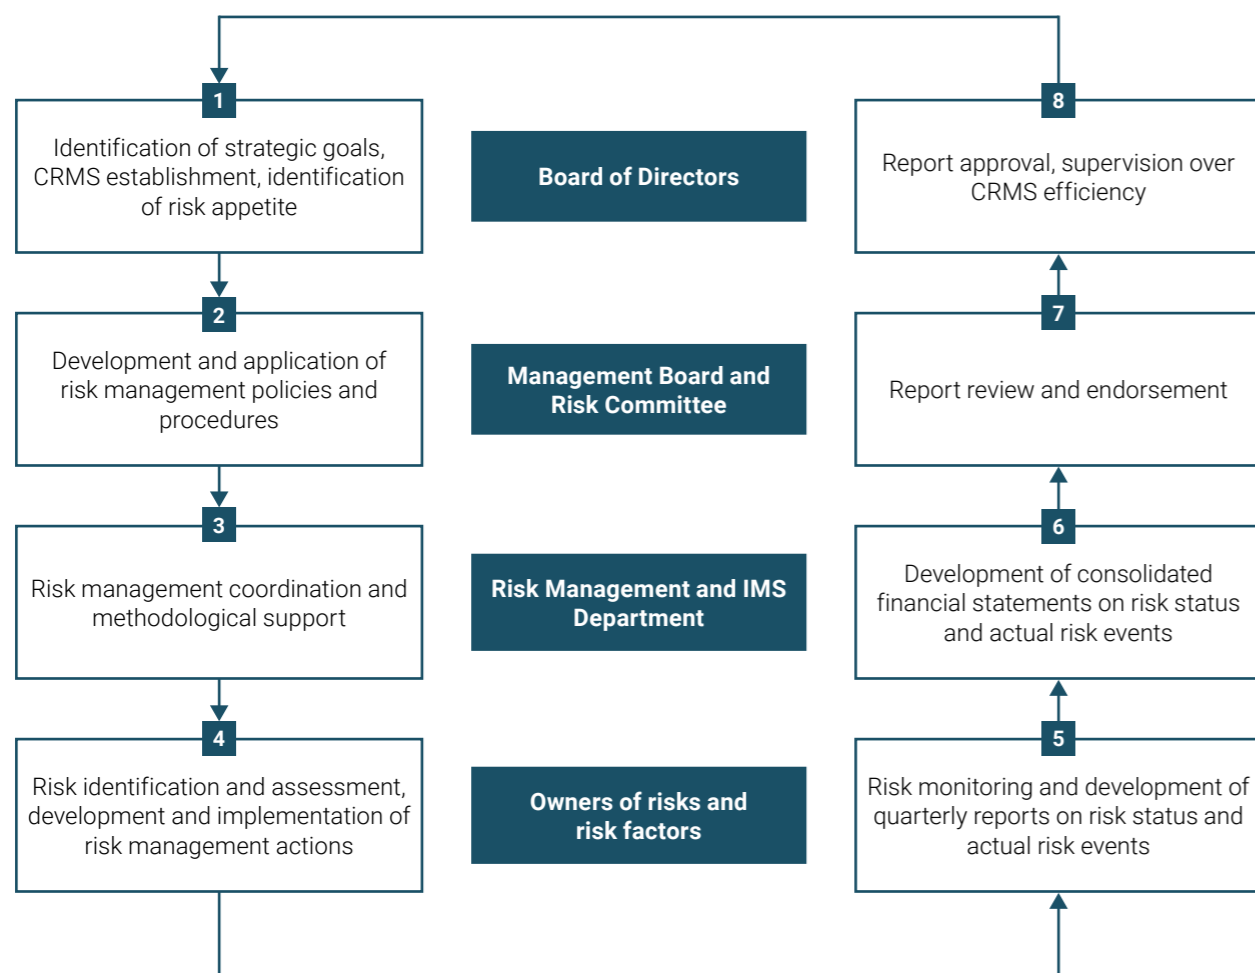 1
Identification of strategic goals,
CRMS establishment, identification
of risk appetite
Board of Directors
8
Report approval, supervision over
CRMS efficiency
2
Development and application of
risk management policies and
procedures
Management Board and
Risk Committee
7
Report review and endorsement
3
Risk management coordination and
methodological support
Risk Management and IMS
Department
6
Development of consolidated
financial statements on risk status
and actual risk events
4
Risk identification and assessment,
development and implementation of
risk management actions
Owners of risks and
risk factors
5
Risk monitoring and development of
quarterly reports on risk status and
actual risk events